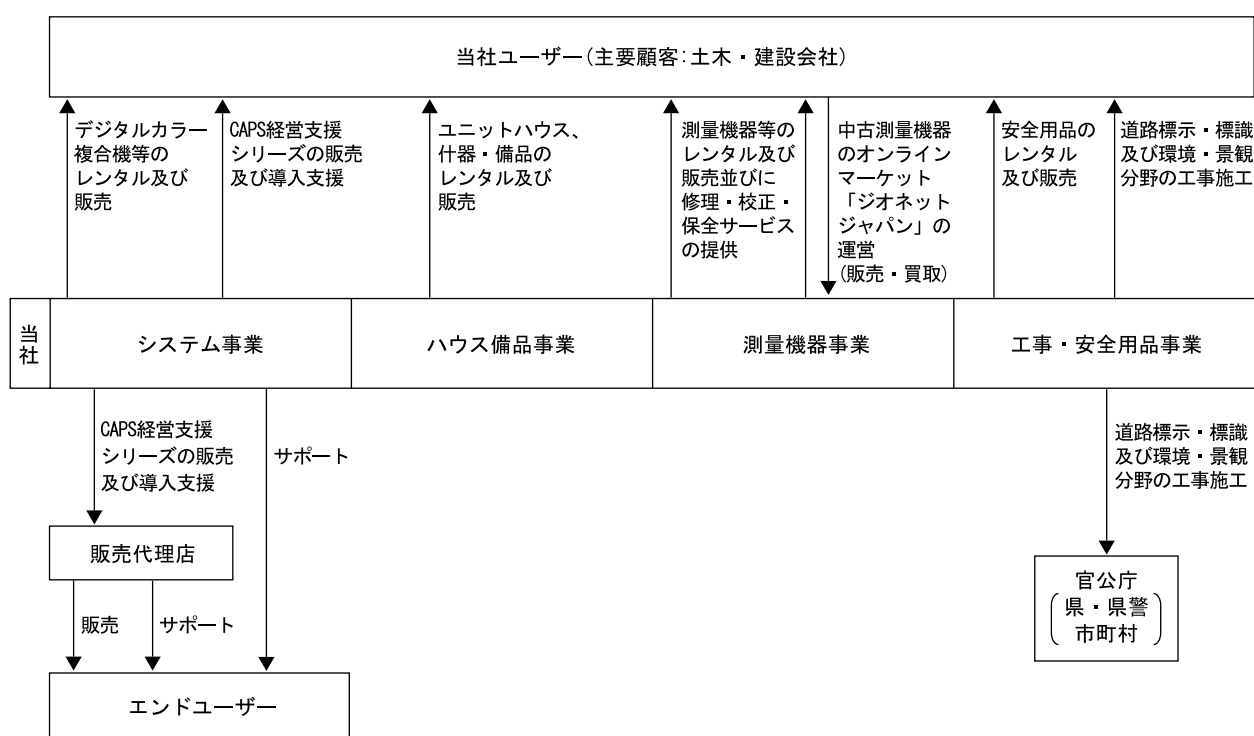 当社ユーザー(主要顧客:土木・建設会社)
デジタルカラー
複合機等の
レンタル及び
販売
CAPS経営支援
シリーズの販売
及び導入支援
ユニットハウス、
什器・備品の
レンタル及び
販売
測量機器等の
レンタル及び
販売並びに
修理・校正・
保全サービス
の提供
中古測量機器
のオンライン
マーケット
「ジオネット
ジャパン」の
運営
(販売・買取)
安全用品の
レンタル
及び販売
道路標示・標識
及び環境・景観
分野の工事施工
当社
システム事業
ハウス備品事業
測量機器事業
工事・安全用品事業
CAPS経営支援
シリーズの販売
及び導入支援
サポート
道路標示・標識
及び環境・景観
分野の工事施工
販売代理店
販売
サポート
エンドユーザー
官公庁
(県・県警
市町村)